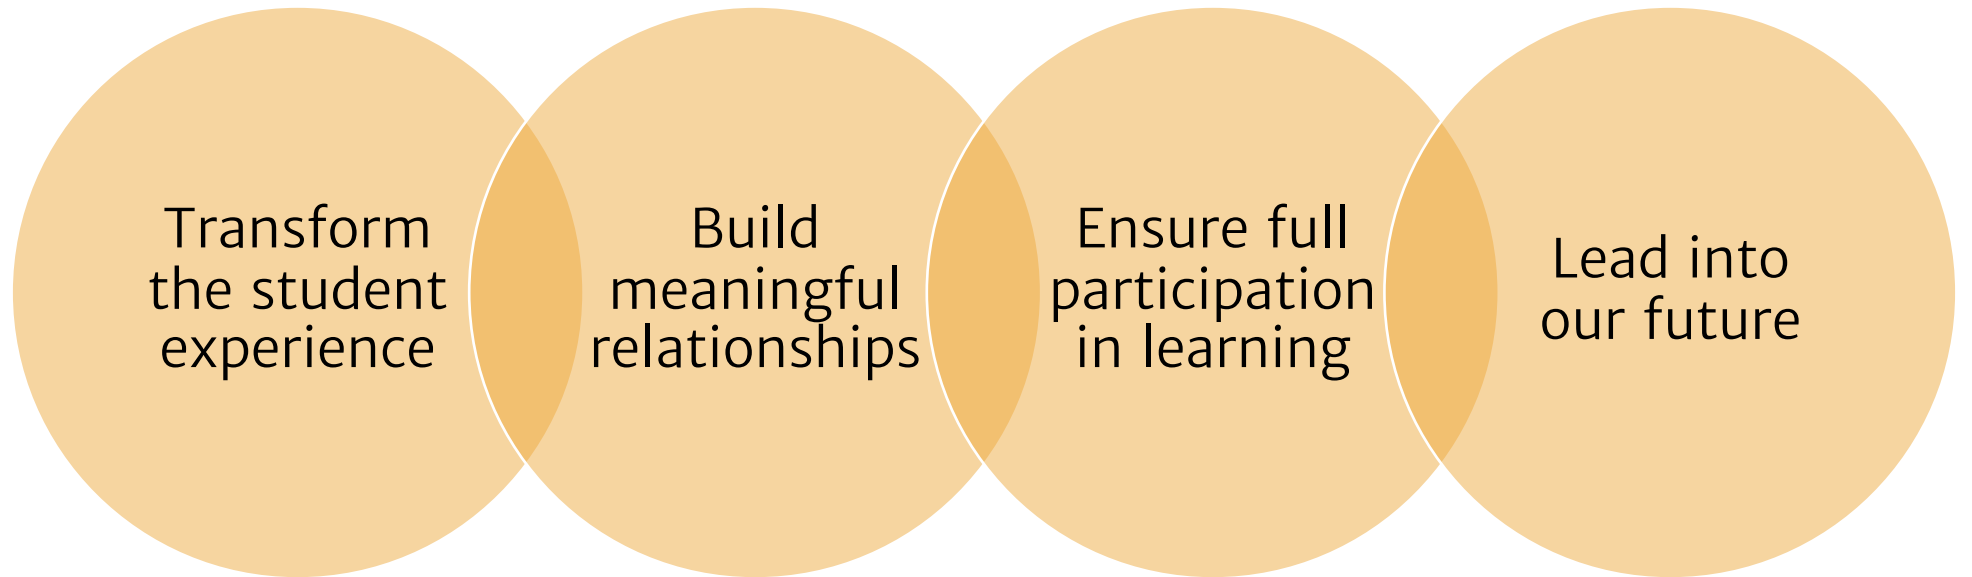 Transform
the student
experience
Build
meaningful
relationships
Ensure full
participation
in learning
Lead into
our future